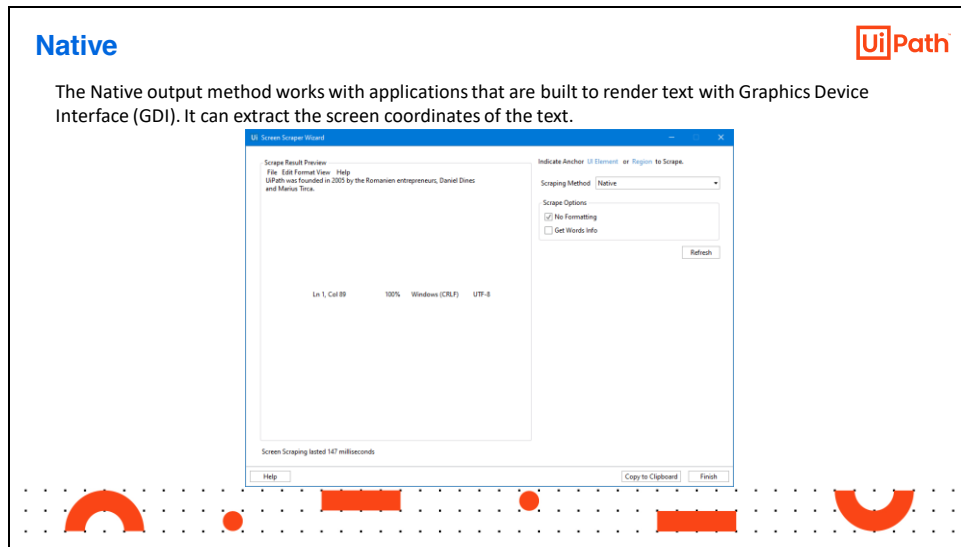 Native
UiPath
The Native output method works with applications that are built to render text with Graphics Device
Interface (GDI). It can extract the screen coordinates of the text.
Ui Screen Scraper Wizard
Scrape Result Preview
File Edit Format View Help
UiPath was founded in 2005 by the Romanien entrepreneurs, Daniel Dines
and Marius Tirca.
Ln 1, Col 89 100% Windows (CRLF) UTF-8
Screen Scraping lasted 147 milliseconds
Indicate Anchor UI Element or Region to Scrape.
Scraping Method Native
Scrape Options
No Formatting
Get Words Info
Refresh
Help
Copy to Clipboard
Finish